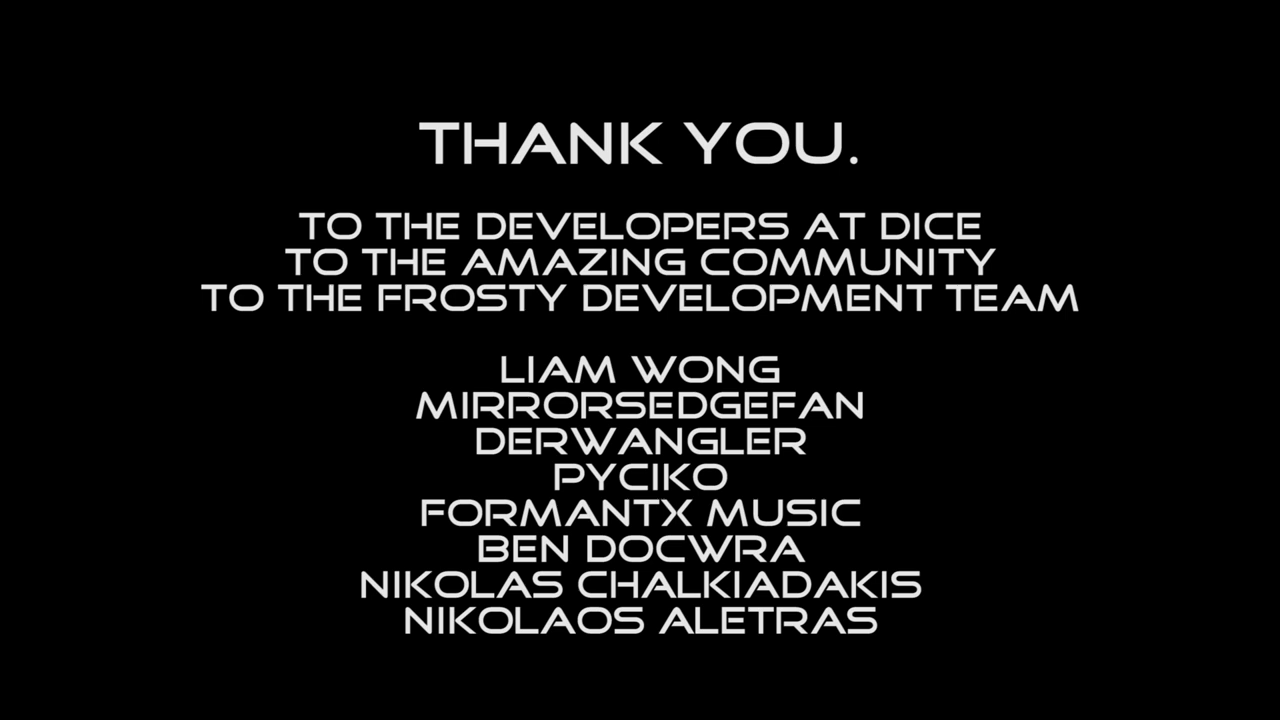 THANK YOU.
TO THE DEVELOPERS AT DICE
TO THE AMAZING COMMUNITY
TO THE FROSTY DEVELOPMENT TEAM
LIAM WONG
MIRRORSEDGEFAN
DERWANGLER
PYCIKO
FORMANTX MUSIC
BEN DOCWRA
NIKOLAS CHALKIADAKIS
NIKOLAOS ALETRAS